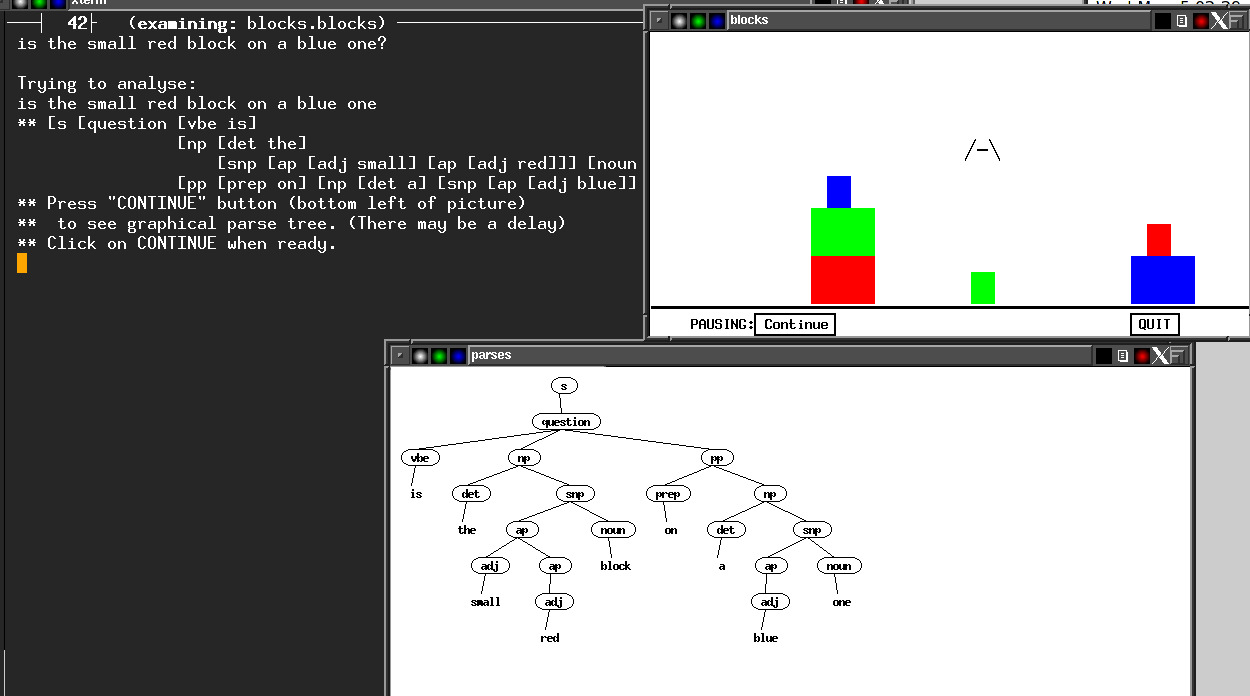 xterm
42 (examining: blocks.blocks)
is the small red block on a blue one?
Trying to analyse:
is the small red block on a blue one
** [s [question [vbe is]
[np [det the]
[snp [ap [adj small] [ap [adj red]]] [noun
[pp [prep on] [np [det a] [snp [ap [adj blue]]
** Press "CONTINUE" button (bottom left of picture)
** to see graphical parse tree. (There may be a delay)
** Click on CONTINUE when ready.
blocks
/-\
PAUSING: Continue
QUIT
parses
s
question
vbe np pp
is det snp prep np
the ap noun on det snp
adj ap block a ap noun
small adj adj one
red blue